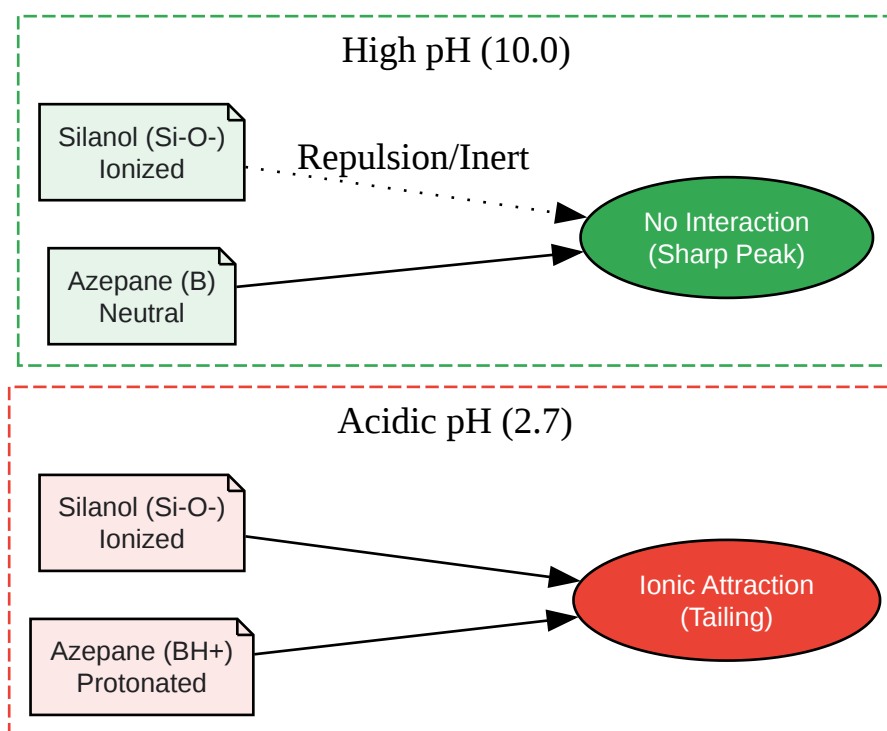 High pH (10.0)
Silanol (Si-O-)
Ionized
Repulsion/Inert
No Interaction
(Sharp Peak)
Azepane (B)
Neutral
Acidic pH (2.7)
Silanol (Si-O-)
Ionized
Ionic Attraction
(Tailing)
Azepane (BH+)
Protonated